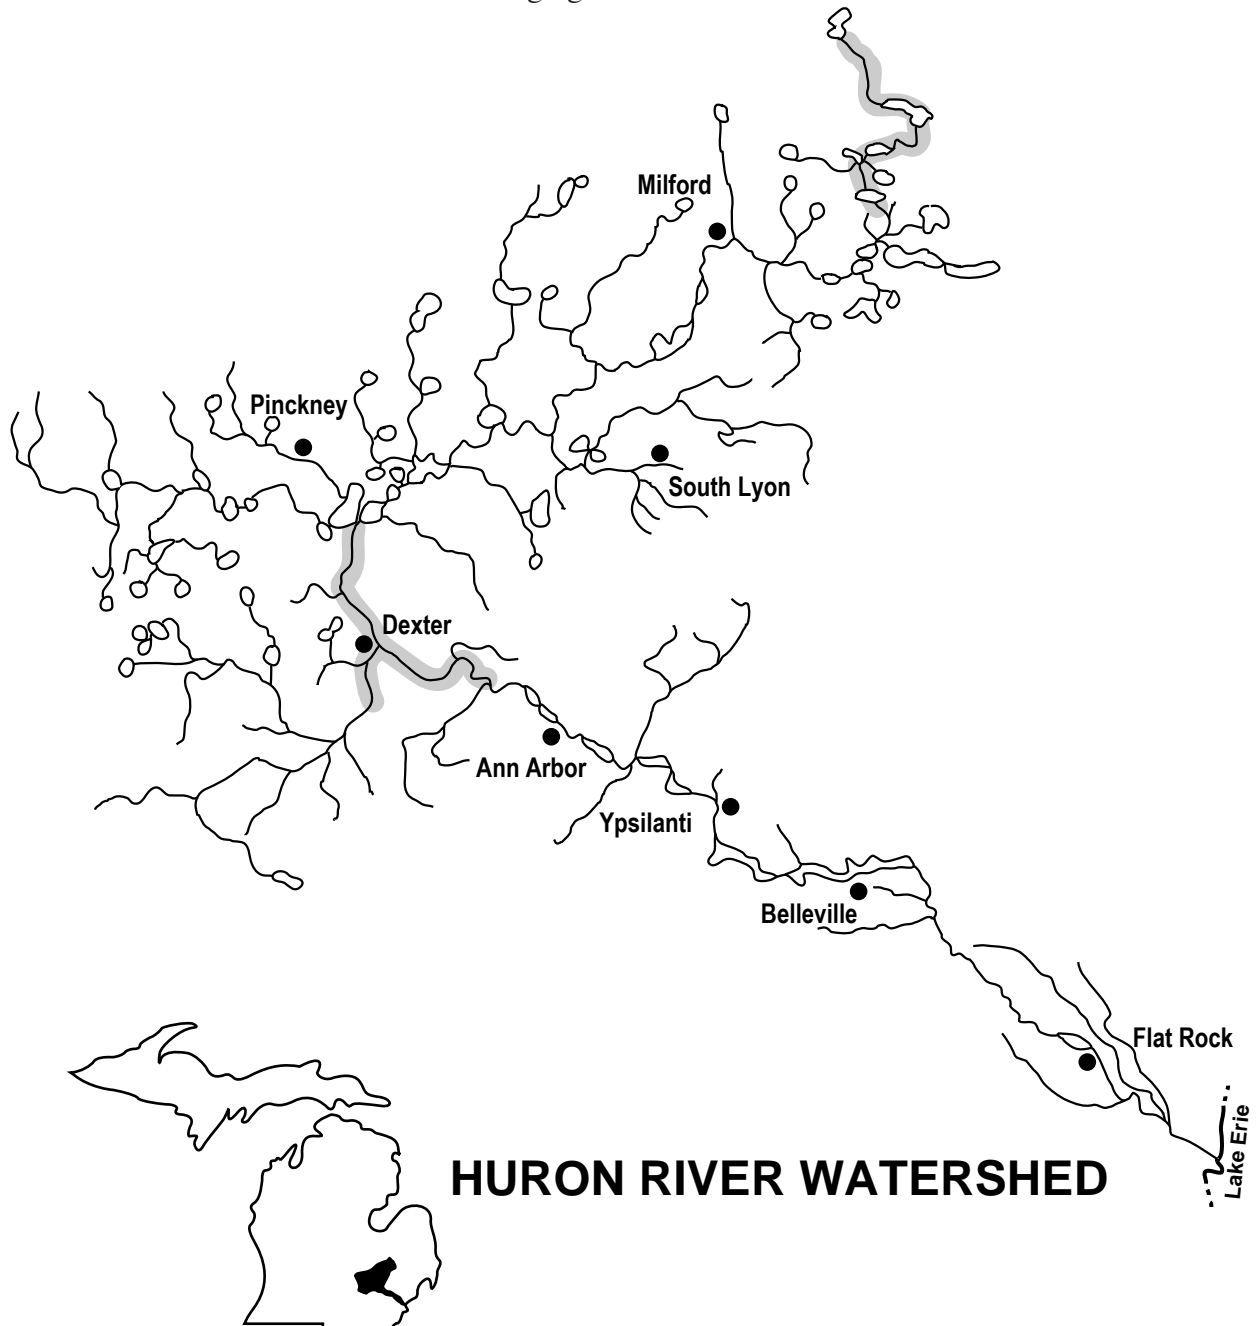 Milford
Pinckney
South Lyon
Dexter
Ann Arbor
Ypsilanti
Belleville
Flat Rock
Lake Erie
HURON RIVER WATERSHED